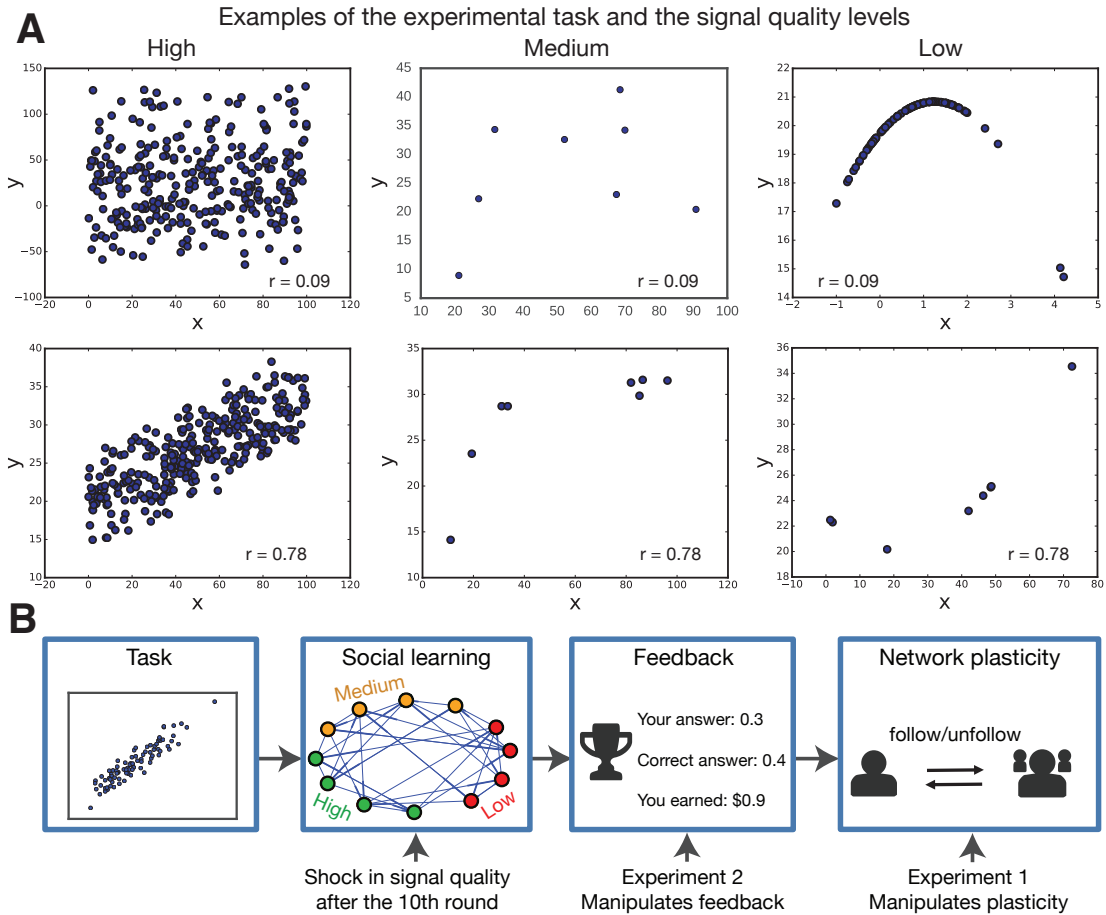 A
Examples of the experimental task and the signal quality levels
High
Medium
Low
150
100
50
0
−50
−100
y
−20 0 20 40 60 80 100 120
x
r = 0.09
45
40
35
30
25
20
15
10
5
y
10 20 30 40 50 60 70 80 90 100
r = 0.09
22
21
20
19
18
17
16
15
14
y
−2 −1 0 1 2 3 4 5
x
r = 0.09
40
35
30
25
20
15
10
y
−20 0 20 40 60 80 100 120
x
r = 0.78
35
30
25
20
15
10
y
0 20 40 60 80 100 120
x
r = 0.78
36
34
32
30
28
26
24
22
20
18
y
−10 0 10 20 30 40 50 60 70 80
x
r = 0.78
B
Task
Social learning
Medium
High
Low
Feedback
Your answer: 0.3
Correct answer: 0.4
You earned: $0.9
Network plasticity
follow/unfollow
Shock in signal quality
after the 10th round
Experiment 2
Manipulates feedback
Experiment 1
Manipulates plasticity